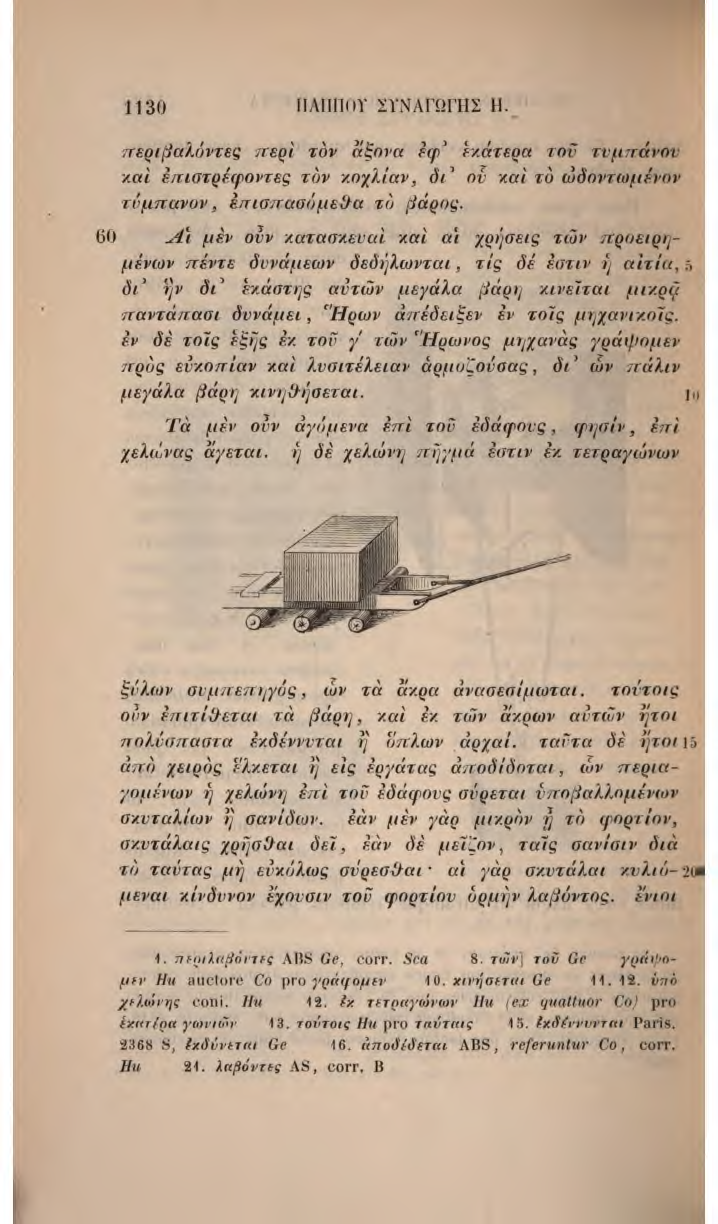 1130 ΠΑΠΠΟΥ ΣΥΝΑΓΩΓΗΣ Η.
περιβαλόντες περὶ τὸν ἄξονα ἐφ' ἑκάτερα τοῦ τυμπάνου
καὶ ἐπιστρέφοντες τὸν κοχλίαν, δι' οὗ καὶ τὸ ὠδοντωμένον
τύμπανον, ἐπισπασόμεθα τὸ βάρος.
60 Αἱ μὲν οὖν κατασκευαὶ καὶ αἱ χρήσεις τῶν προειρη-
μένων πέντε δυνάμεων δεδήλωνται, τίς δέ ἐστιν ἡ αἰτία, 5
δι' ἣν δι' ἑκάστης αὐτῶν μεγάλα βάρη κινεῖται μικρᾷ
παντάπασι δυνάμει, Ἥρων ἀπέδειξεν ἐν τοῖς μηχανικοῖς.
ἐν δὲ τοῖς ἑξῆς ἐκ τοῦ γ' τῶν Ἥρωνος μηχανὰς γράψομεν
πρὸς εὐκοπίαν καὶ λυσιτέλειαν ἁρμοζούσας, δι' ὧν πάλιν
μεγάλα βάρη κινηθήσεται. 10
Τὰ μὲν οὖν ἀγόμενα ἐπὶ τοῦ ἐδάφους, φησίν, ἐπὶ
χελώνας ἄγεται. ἡ δὲ χελώνη πῆγμά ἐστιν ἐκ τετραγώνων
ξύλων συμπεπηγός, ὧν τὰ ἄκρα ἀνασεσίμωται. τούτοις
οὖν ἐπιτίθεται τὰ βάρη, καὶ ἐκ τῶν ἄκρων αὐτῶν ἤτοι
πολύσπαστα ἐκδέννυται ἢ ὅπλων ἀρχαί. ταῦτα δὲ ἤτοι 15
ἀπὸ χειρὸς ἕλκεται ἢ εἰς ἐργάτας ἀποδίδοται, ὧν περια-
γομένων ἡ χελώνη ἐπὶ τοῦ ἐδάφους σύρεται ὑποβαλλομένων
σκυταλίων ἢ σανίδων. ἐὰν μὲν γὰρ μικρὸν ᾖ τὸ φορτίον,
σκυτάλαις χρῆσθαι δεῖ, ἐὰν δὲ μεῖζον, ταῖς σανίσιν διὰ
τὸ ταύτας μὴ εὐκόλως σύρεσθαι· αἱ γὰρ σκυτάλαι κυλιό- 20
μεναι κίνδυνον ἔχουσιν τοῦ φορτίου ὁρμὴν λαβόντος. ἔνιοι
1. περιλαβόντες ABS Ge, corr. Sca 8. τῶν] τοῦ Ge γράψο-
μεν Hu auctore Co pro γράφομεν 10. κινήσεται Ge 11. 12. ὑπὸ
χελώνης coni. Hu 12. ἐκ τετραγώνων Hu (ex quattuor Co) pro
ἑκατέρα γωνιῶν 13. τούτοις Hu pro ταύταις 15. ἐκδέννυνται Paris.
2368 S, ἐκδύνεται Ge 16. ἀποδέδεται ABS, referuntur Co, corr.
Hu 21. λαβόντες AS, corr. B